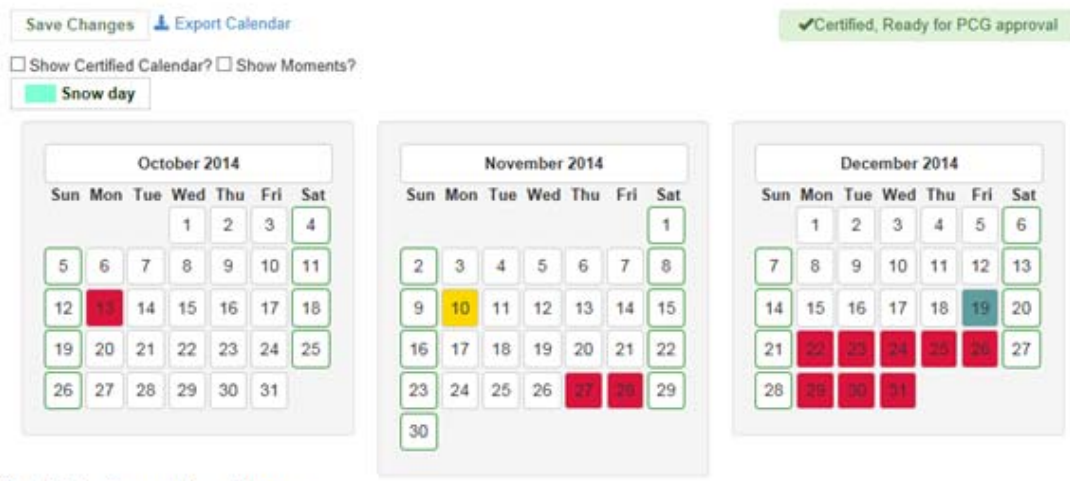 Save Changes Export Calendar
✔Certified, Ready for PCG approval
Show Certified Calendar? Show Moments?
Snow day
October 2014
Sun Mon Tue Wed Thu Fri Sat
1 2 3 4
5 6 7 8 9 10 11
12 13 14 15 16 17 18
19 20 21 22 23 24 25
26 27 28 29 30 31
November 2014
Sun Mon Tue Wed Thu Fri Sat
1
2 3 4 5 6 7 8
9 10 11 12 13 14 15
16 17 18 19 20 21 22
23 24 25 26 27 28 29
30
December 2014
Sun Mon Tue Wed Thu Fri Sat
1 2 3 4 5 6
7 8 9 10 11 12 13
14 15 16 17 18 19 20
21 22 23 24 25 26 27
28 29 30 31